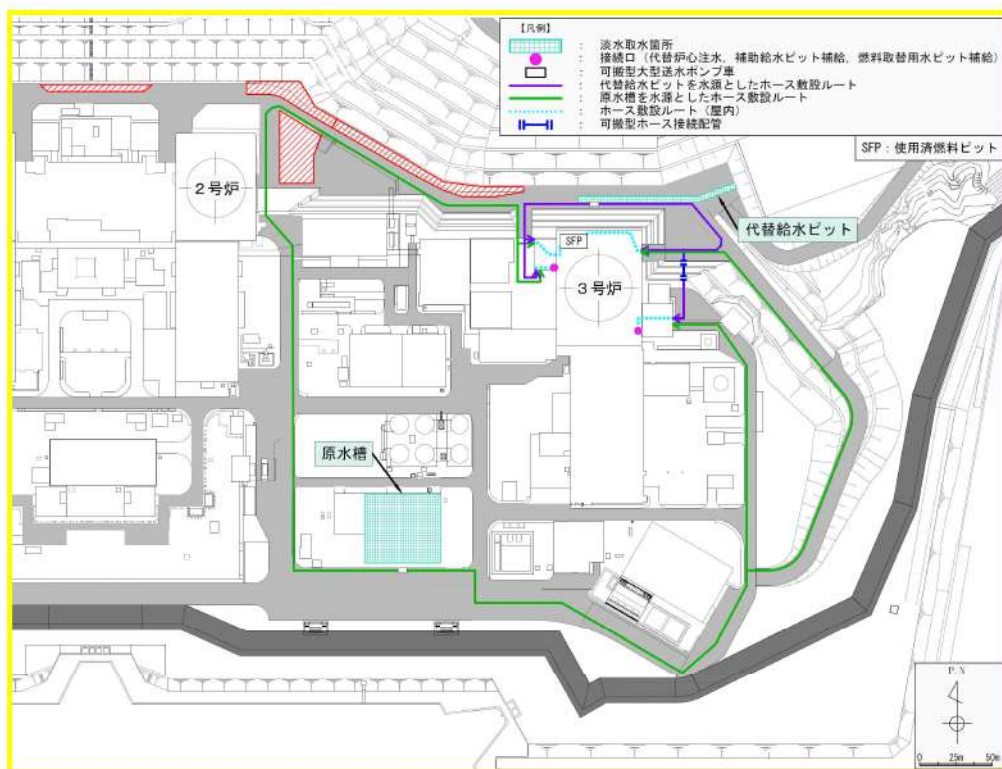 【凡例】
： 淡水取水箇所
： 接続口（代替炉心注水，補助給水ピット補給，燃料取替用水ピット補給）
： 可搬型大型送水ポンプ車
： 代替給水ピットを水源としたホース敷設ルート
： 原水槽を水源としたホース敷設ルート
： ホース敷設ルート（屋内）
： 可搬型ホース接続配管
SFP：使用済燃料ピット
2号炉
代替給水ピット
SFP
3号炉
原水槽
P.N
0 25m 50m